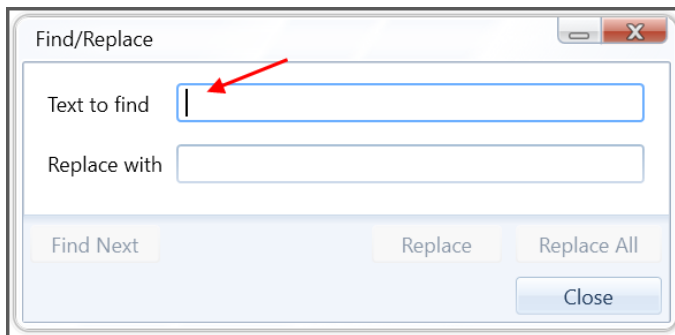 Find/Replace
Text to find
Replace with
Find Next Replace Replace All
Close